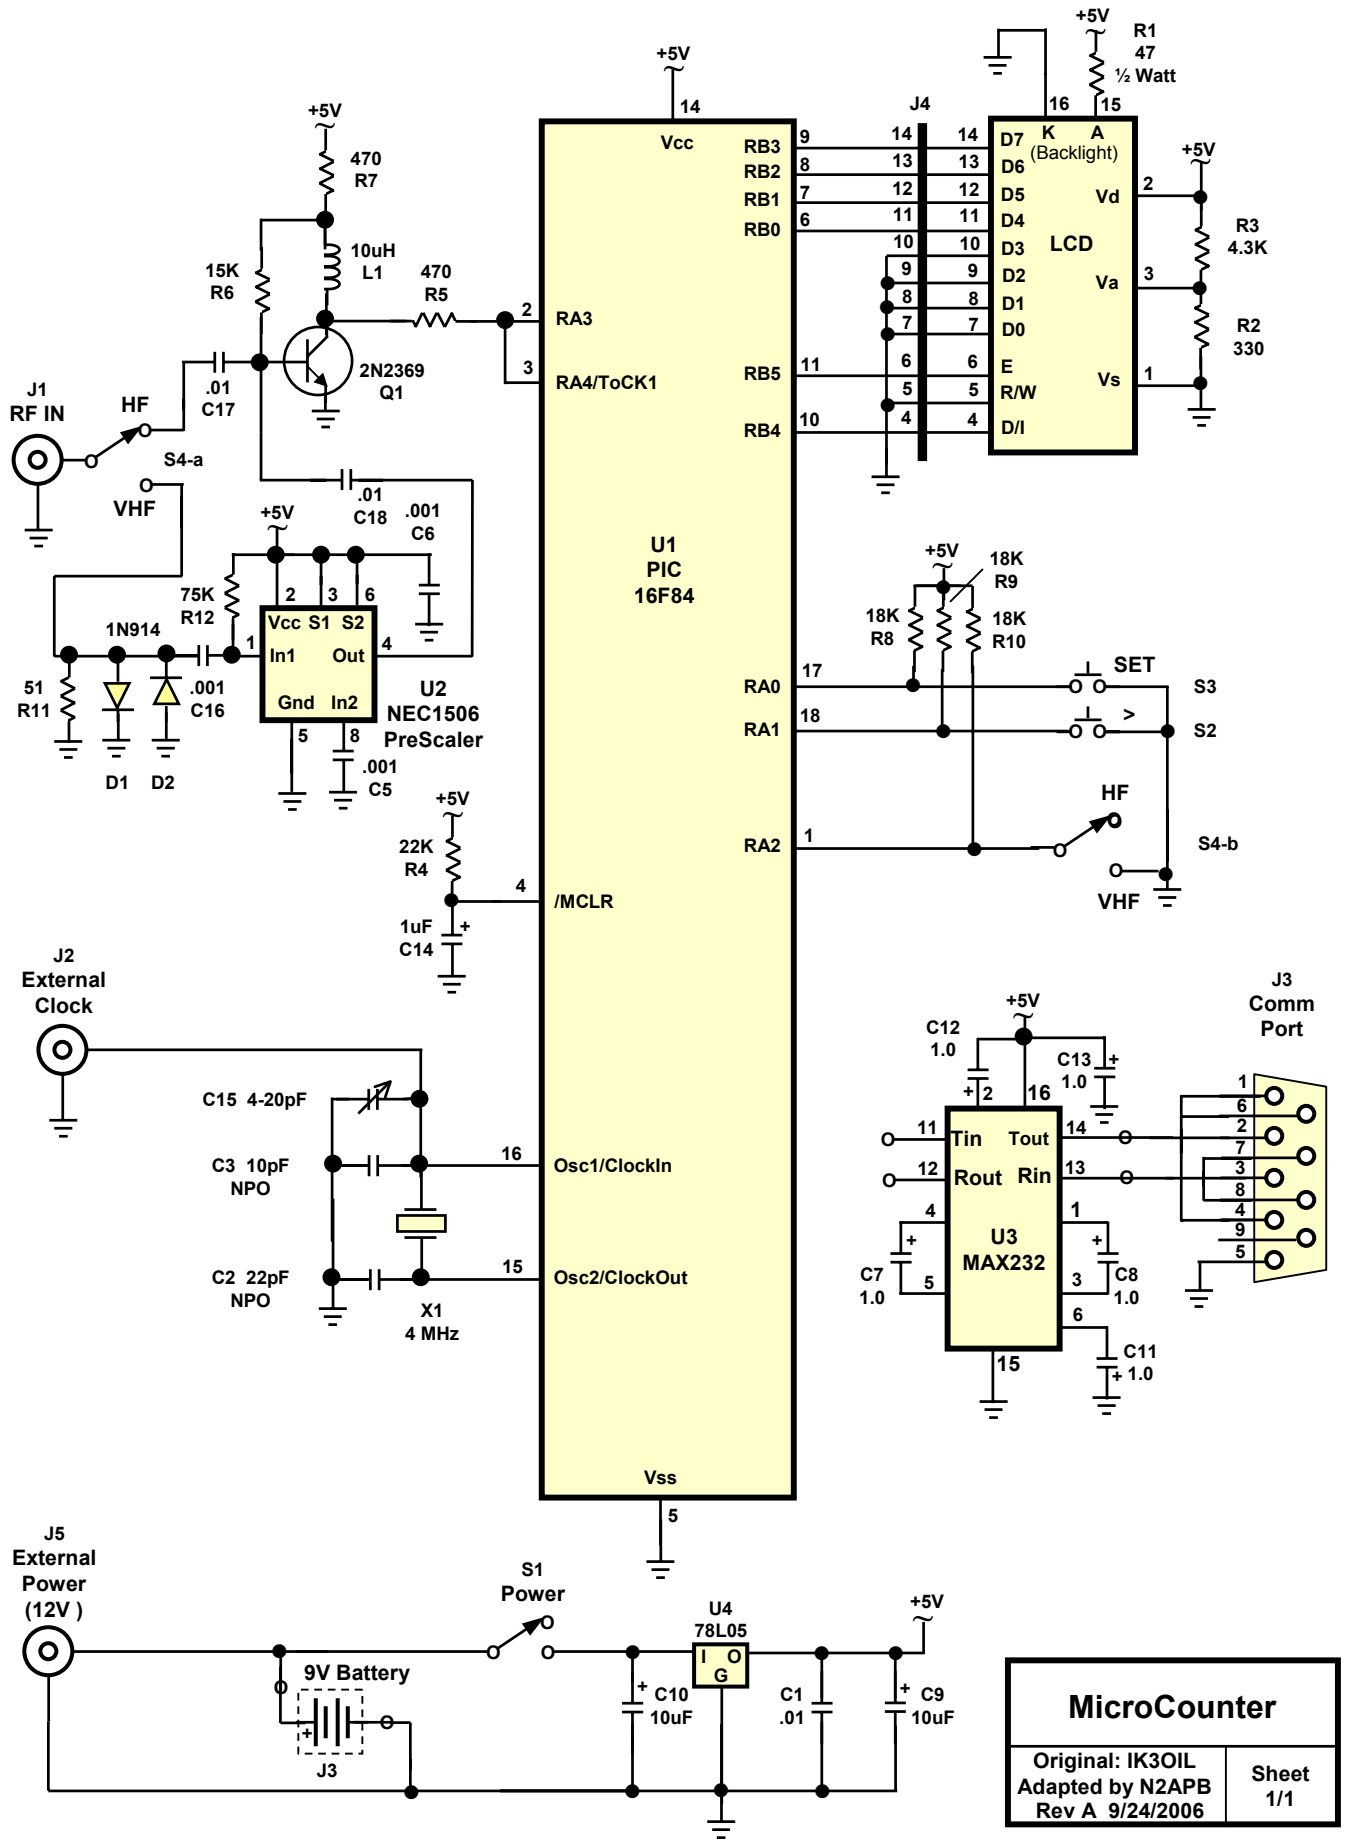 +5V
R1
47
½ Watt
+5V
14
J4
16
15
+5V
470
R7
Vcc
RB3
9
14
14
D7
K
A
(Backlight)
RB2
8
13
13
D6
+5V
RB1
7
12
12
D5
Vd
2
RB0
6
11
11
D4
10
10
D3
LCD
R3
4.3K
10uH
L1
15K
R6
470
R5
9
9
D2
Va
3
8
8
D1
2
RA3
7
7
D0
R2
330
3
RA4/ToCK1
2N2369
Q1
RB5
11
6
6
E
Vs
1
5
5
R/W
RB4
10
4
4
D/I
.01
C17
J1
RF IN
HF
S4-a
VHF
.01
C18
.001
C6
+5V
U1
PIC
16F84
+5V
18K
R9
75K
R12
2
3
6
Vcc
S1
S2
18K
R8
18K
R10
1N914
1
In1
Out
4
51
R11
.001
C16
Gnd
In2
U2
NEC1506
PreScaler
RA0
17
SET
S3
RA1
18
>
S2
5
8
.001
C5
D1
D2
+5V
HF
22K
R4
RA2
1
S4-b
VHF
4
/MCLR
1uF
+
C14
J2
External
Clock
J3
Comm
Port
+5V
C12
1.0
C13
1.0
+
+
2
16
C15 4-20pF
1
6
2
7
3
8
4
9
5
11
Tin
Tout
14
12
Rout
Rin
13
C3 10pF
NPO
16
Osc1/ClockIn
4
1
U3
MAX232
+
+
C7
1.0
C8
1.0
5
3
C2 22pF
NPO
15
Osc2/ClockOut
X1
4 MHz
6
C11
+ 1.0
15
Vss
5
J5
External
Power
(12V )
S1
Power
U4
78L05
+5V
I
O
G
9V Battery
+
J3
+
C10
10uF
C1
.01
+
C9
10uF
MicroCounter
Original: IK3OIL
Adapted by N2APB
Rev A 9/24/2006
Sheet
1/1